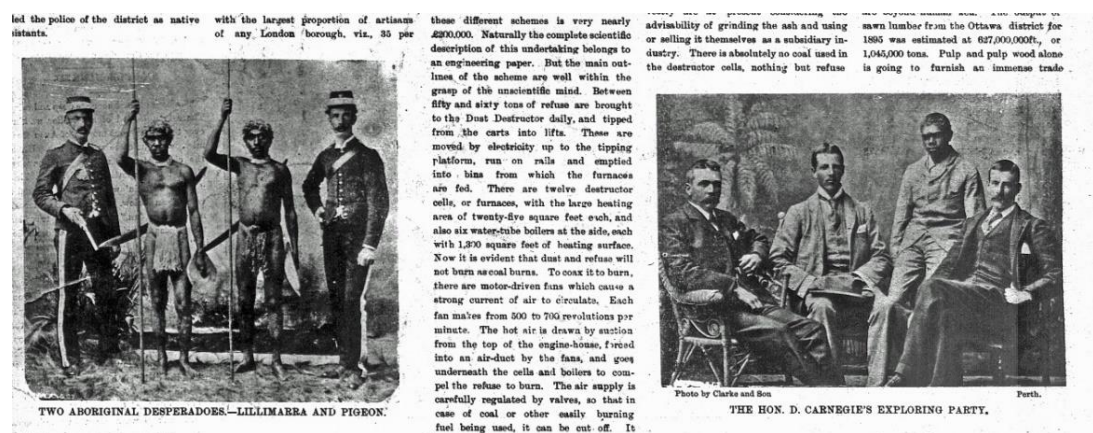 led the police of the district as native
sistants.
TWO ABORIGINAL DESPERADOES.—LILLIMARRA AND PIGEON.
with the largest proportion of artisans
of any London borough, viz., 35 per
these different schemes is very nearly
£200,000. Naturally the complete scientific
description of this undertaking belongs to
an engineering paper. But the main out-
lines of the scheme are well within the
grasp of the unscientific mind. Between
fifty and sixty tons of refuse are brought
to the Dust Destructor daily, and tipped
from the carts into lifts. These are
moved by electricity up to the tipping
platform, run on rails and emptied
into bins from which the furnaces
are fed. There are twelve destructor
cells, or furnaces, with the large heating
area of twenty-five square feet each, and
also six water-tube boilers at the side, each
with 1,300 square feet of heating surface.
Now it is evident that dust and refuse will
not burn as coal burns. To coax it to burn,
there are motor-driven fans which cause a
strong current of air to circulate. Each
fan makes from 500 to 700 revolutions per
minute. The hot air is drawn by suction
from the top of the engine-house, forced
into an air-duct by the fans, and goes
underneath the cells and boilers to com-
pel the refuse to burn. The air supply is
carefully regulated by valves, so that in
case of coal or other easily burning
fuel being used, it can be cut off. It
advisability of grinding the ash and using
or selling it themselves as a subsidiary in-
dustry. There is absolutely no coal used in
the destructor cells, nothing but refuse
sawn lumber from the Ottawa district for
1895 was estimated at 627,000,000ft., or
1,045,000 tons. Pulp and pulp wood alone
is going to furnish an immense trade
Photo by Clarke and Son
Perth.
THE HON. D. CARNEGIE'S EXPLORING PARTY.